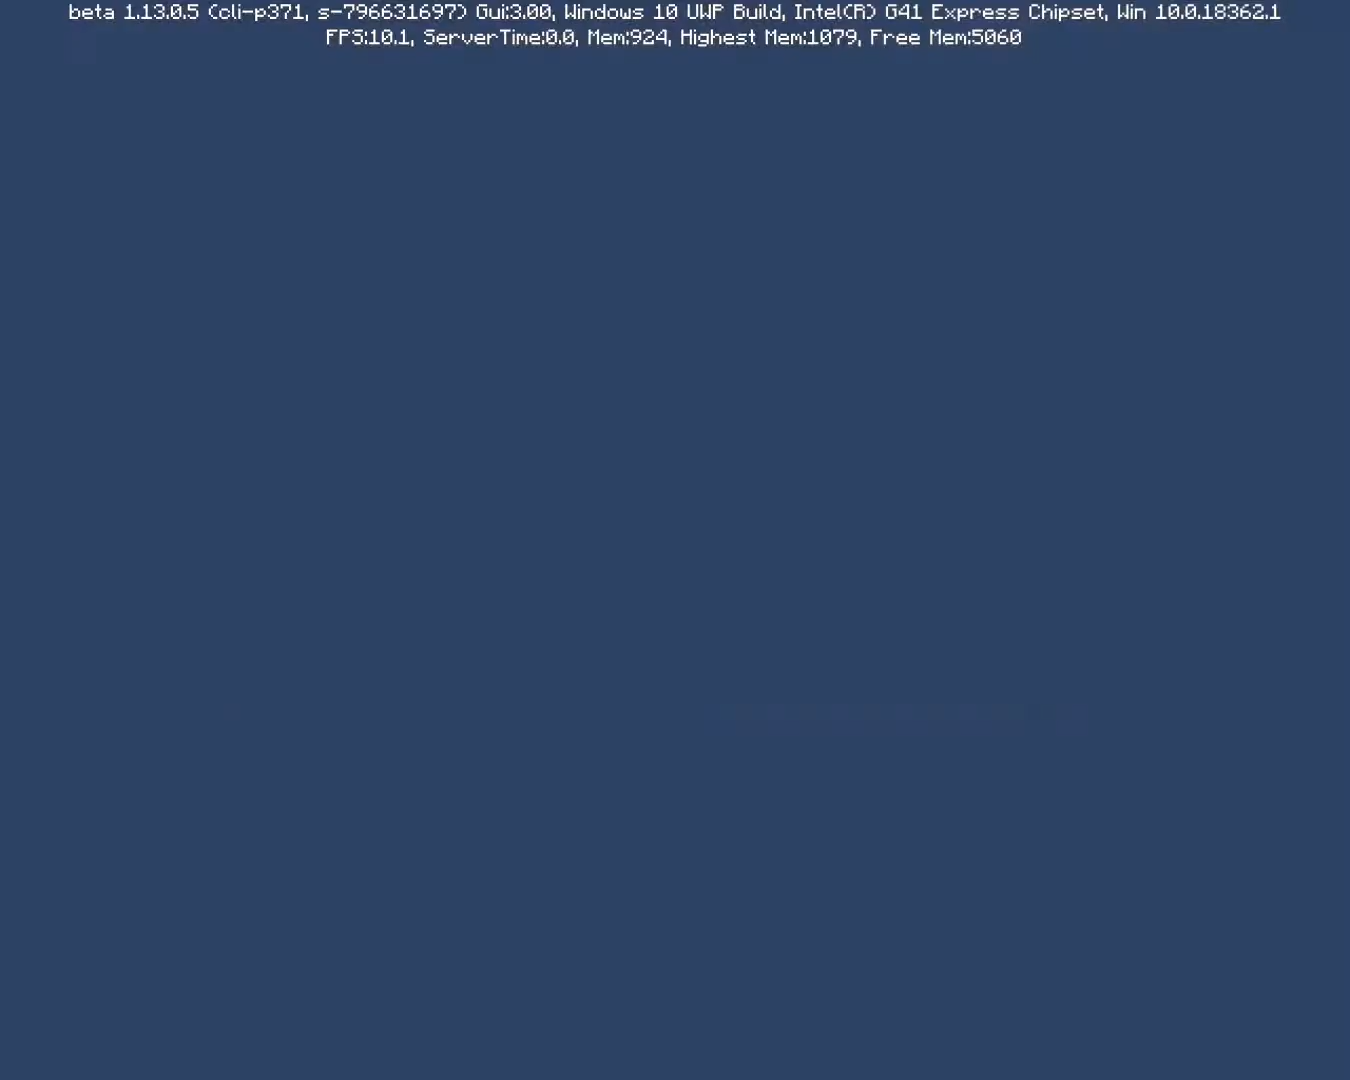 beta 1.13.0.5 (cli-p371, s-796631697) Gui:3.00, Windows 10 UWP Build, Intel(R) G41 Express Chipset, Win 10.0.18362.1
FPS:10.1, ServerTime:0.0, Mem:924, Highest Mem:1079, Free Mem:5060